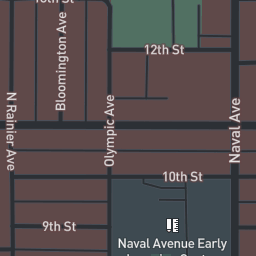 12th St
Bloomington Ave
N Rainier Ave
Olympic Ave
Naval Ave
10th St
9th St
Naval Avenue Early